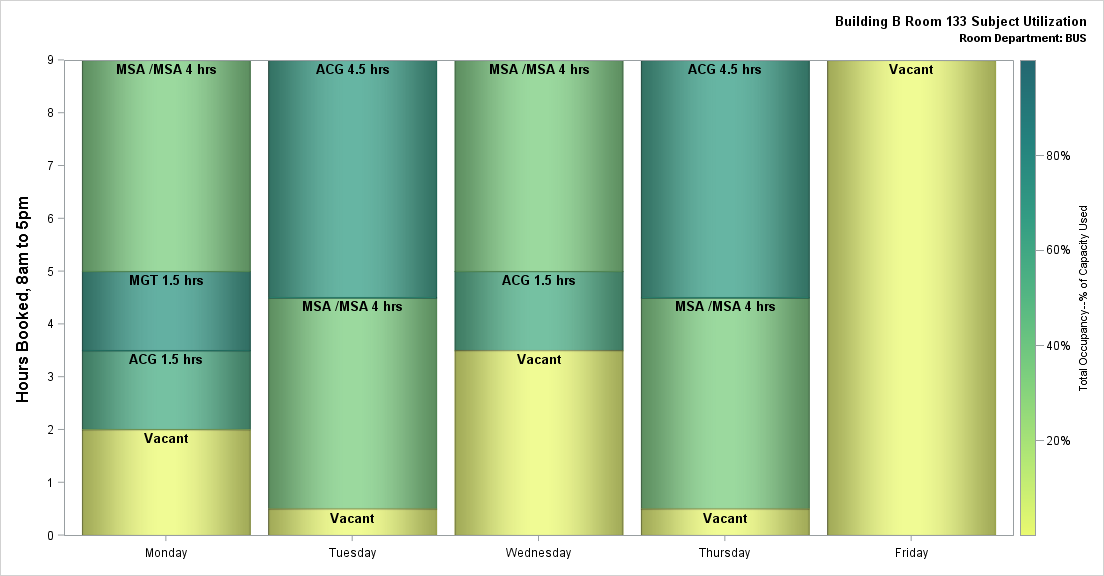 Building B Room 133 Subject Utilization
Room Department: BUS
Hours Booked, 8am to 5pm
9
8
7
6
5
4
3
2
1
0
MSA /MSA 4 hrs
MGT 1.5 hrs
ACG 1.5 hrs
Vacant
ACG 4.5 hrs
MSA /MSA 4 hrs
Vacant
MSA /MSA 4 hrs
ACG 1.5 hrs
Vacant
ACG 4.5 hrs
MSA /MSA 4 hrs
Vacant
Vacant
Monday
Tuesday
Wednesday
Thursday
Friday
80%
60%
40%
20%
Total Occupancy--% of Capacity Used